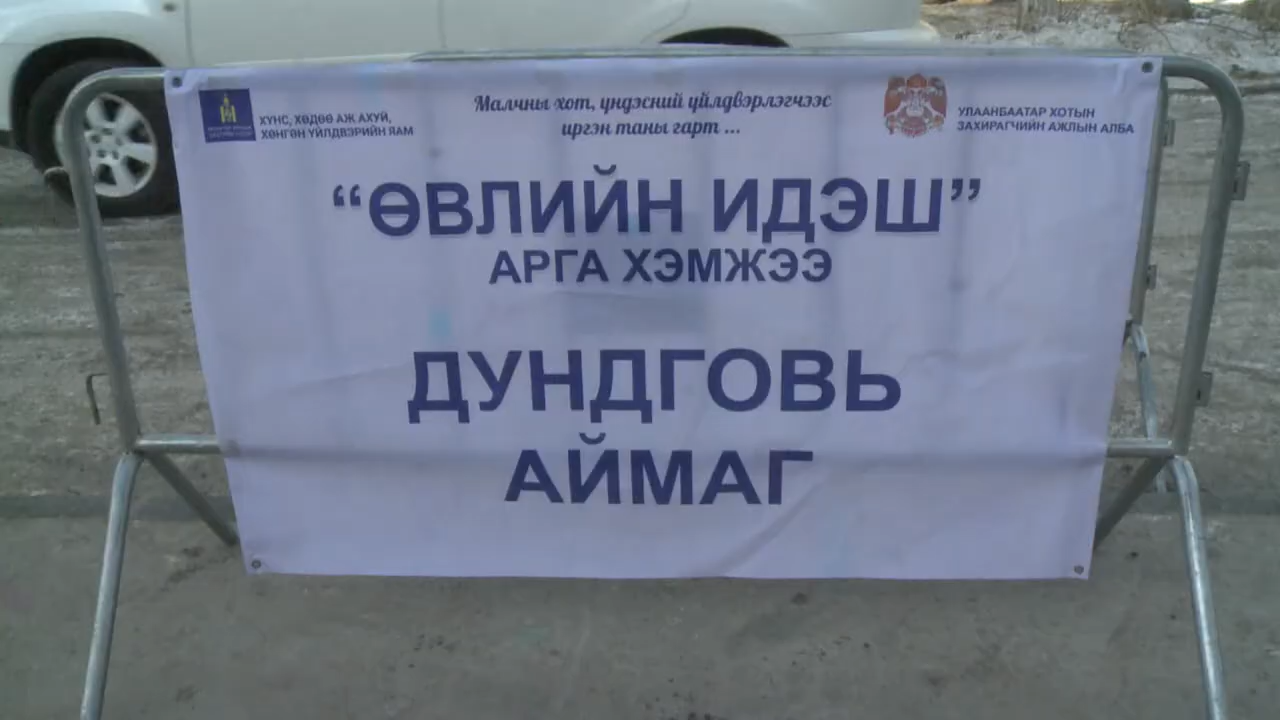 ХҮНС, ХӨДӨӨ АЖ АХУЙ,
ХӨНГӨН ҮЙЛДВЭРИЙН ЯАМ
Малчны хот, үндэсний үйлдвэрлэгчээс
иргэн таны гарт ...
УЛААНБААТАР ХОТЫН
ЗАХИРАГЧИЙН АЖЛЫН АЛБА
“ӨВЛИЙН ИДЭШ”
АРГА ХЭМЖЭЭ
ДУНДГОВЬ
АЙМАГ